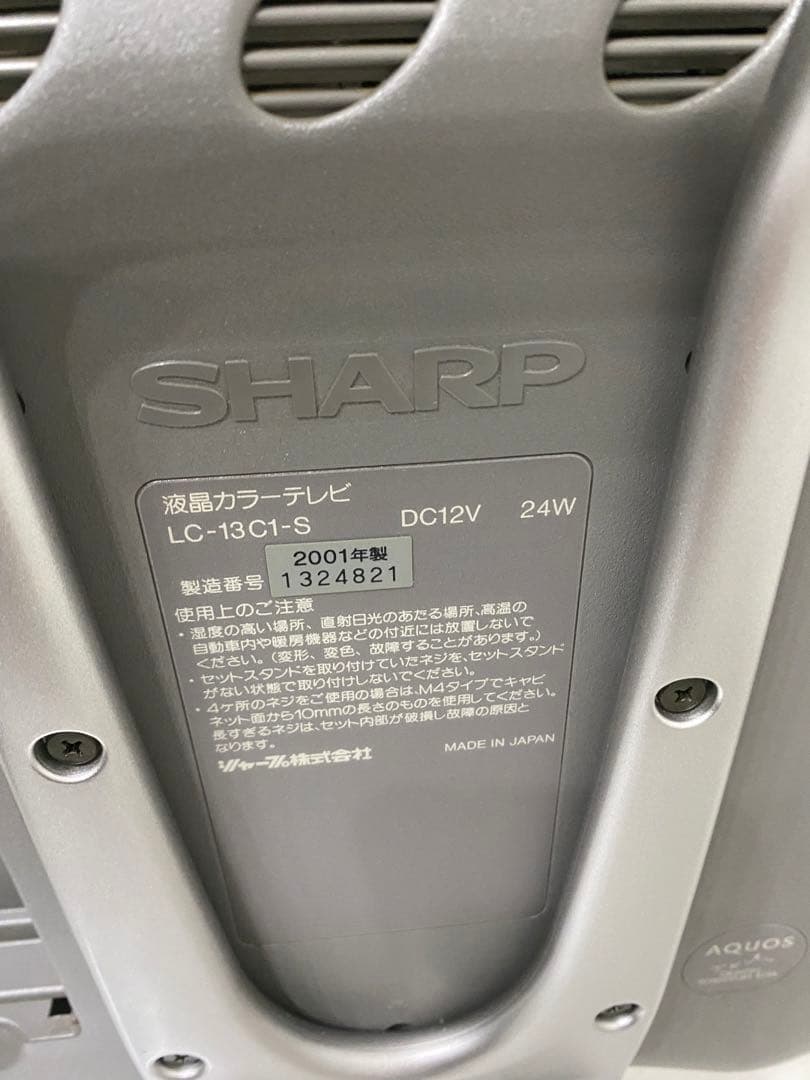 SHARP
液晶カラーテレビ
LC-13C1-S DC12V 24W
2001年製
製造番号 1324821
使用上のご注意
・湿度の高い場所、直射日光のあたる場所、高温の
自動車内や暖房機器などの付近には放置しないで
ください。(変形、変色、故障することがあります。)
・セットスタンドを取り付けていたネジを、セットスタンド
がない状態で取り付けしないでください。
・4ヶ所のネジをご使用の場合は、M4タイプでキャビ
ネット面から10mmの長さのものを使用してください。
長すぎるネジは、セット内部が破損し故障の原因と
なります。
シャープ株式会社 MADE IN JAPAN
AQUOS